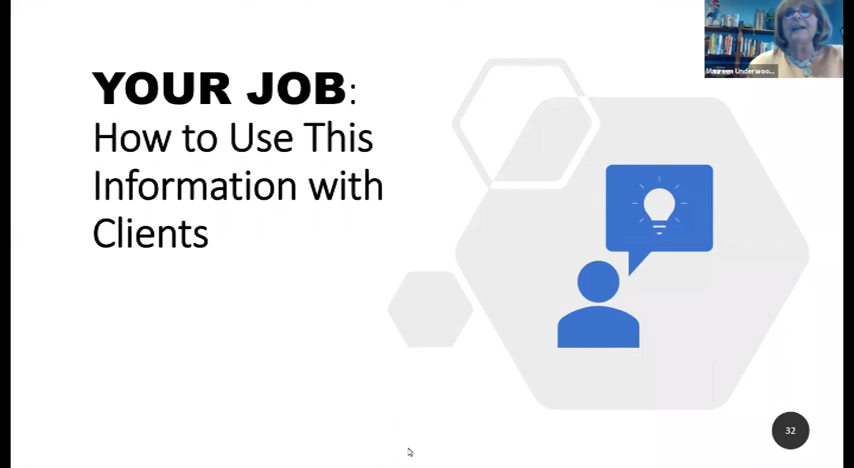 YOUR JOB:
How to Use This
Information with
Clients
Maureen Underwoo...
32